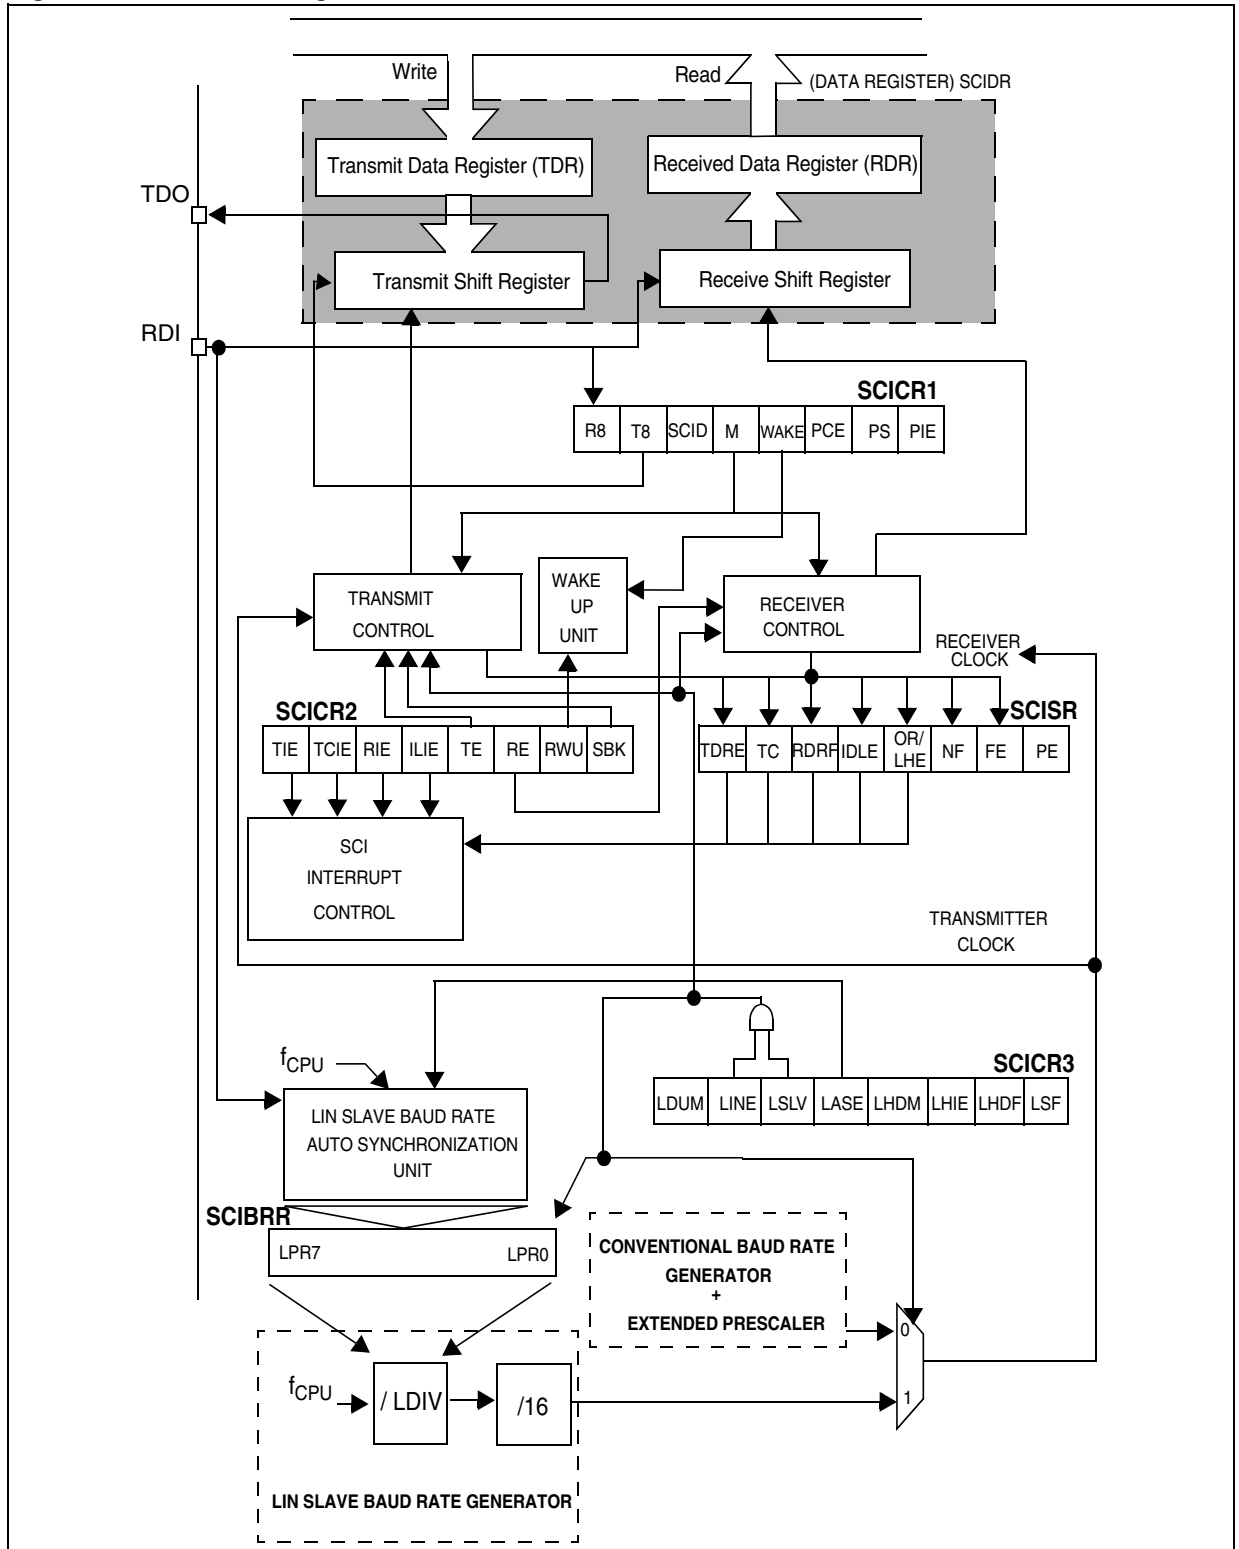 Write
Read
(DATA REGISTER) SCIDR
Transmit Data Register (TDR)
Received Data Register (RDR)
TDO
Transmit Shift Register
Receive Shift Register
RDI
SCICR1
R8 T8 SCID M WAKE PCE PS PIE
TRANSMIT
CONTROL
WAKE
UP
UNIT
RECEIVER
CONTROL
RECEIVER
CLOCK
SCICR2
TIE TCIE RIE ILIE TE RE RWU SBK
SCISR
TDRE TC RDRF IDLE OR/
LHE NF FE PE
SCI
INTERRUPT
CONTROL
TRANSMITTER
CLOCK
fCPU
SCICR3
LDUM LINE LSLV LASE LHDM LHIE LHDF LSF
LIN SLAVE BAUD RATE
AUTO SYNCHRONIZATION
UNIT
SCIBRR
LPR7 LPR0
CONVENTIONAL BAUD RATE
GENERATOR
+
EXTENDED PRESCALER
0
1
fCPU
/ LDIV
/16
LIN SLAVE BAUD RATE GENERATOR